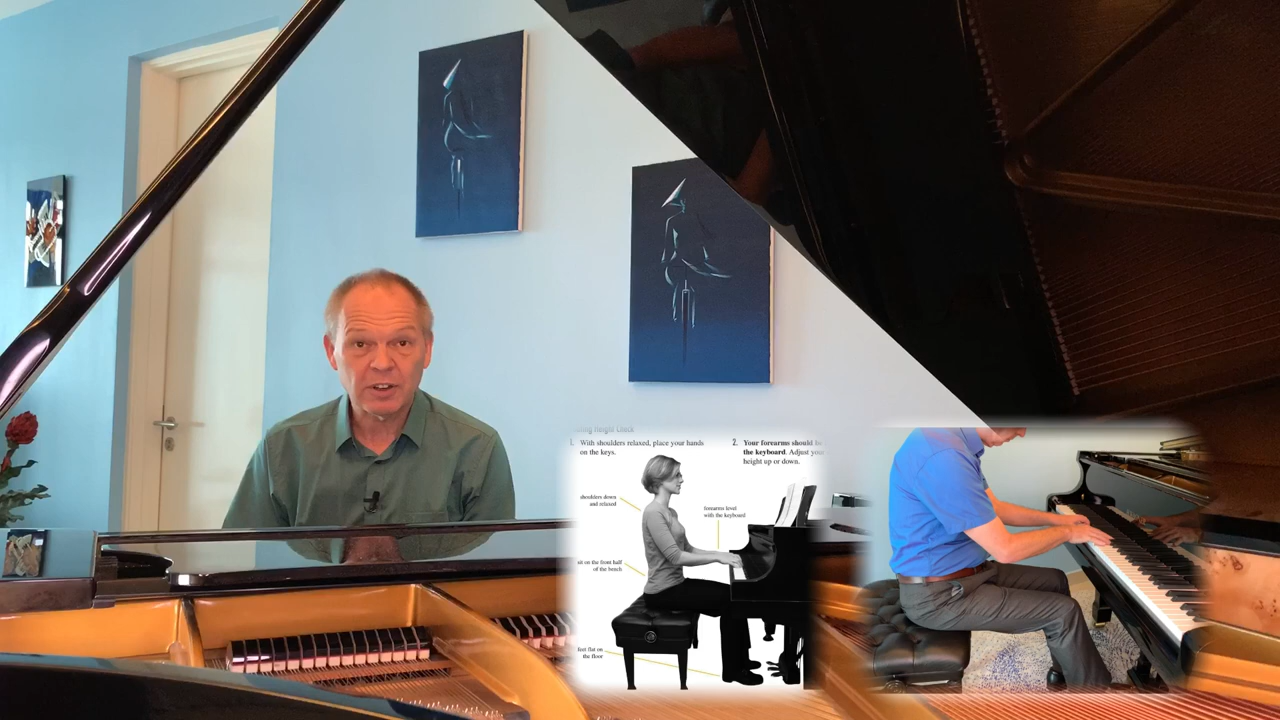 Height Check
1. With shoulders relaxed, place your hands
on the keys.
2. Your forearms should
the keyboard. Adjust
height up or down.
shoulders down
and relaxed
forearms level
with the keyboard
sit on the front half
of the bench
feet flat on
the floor